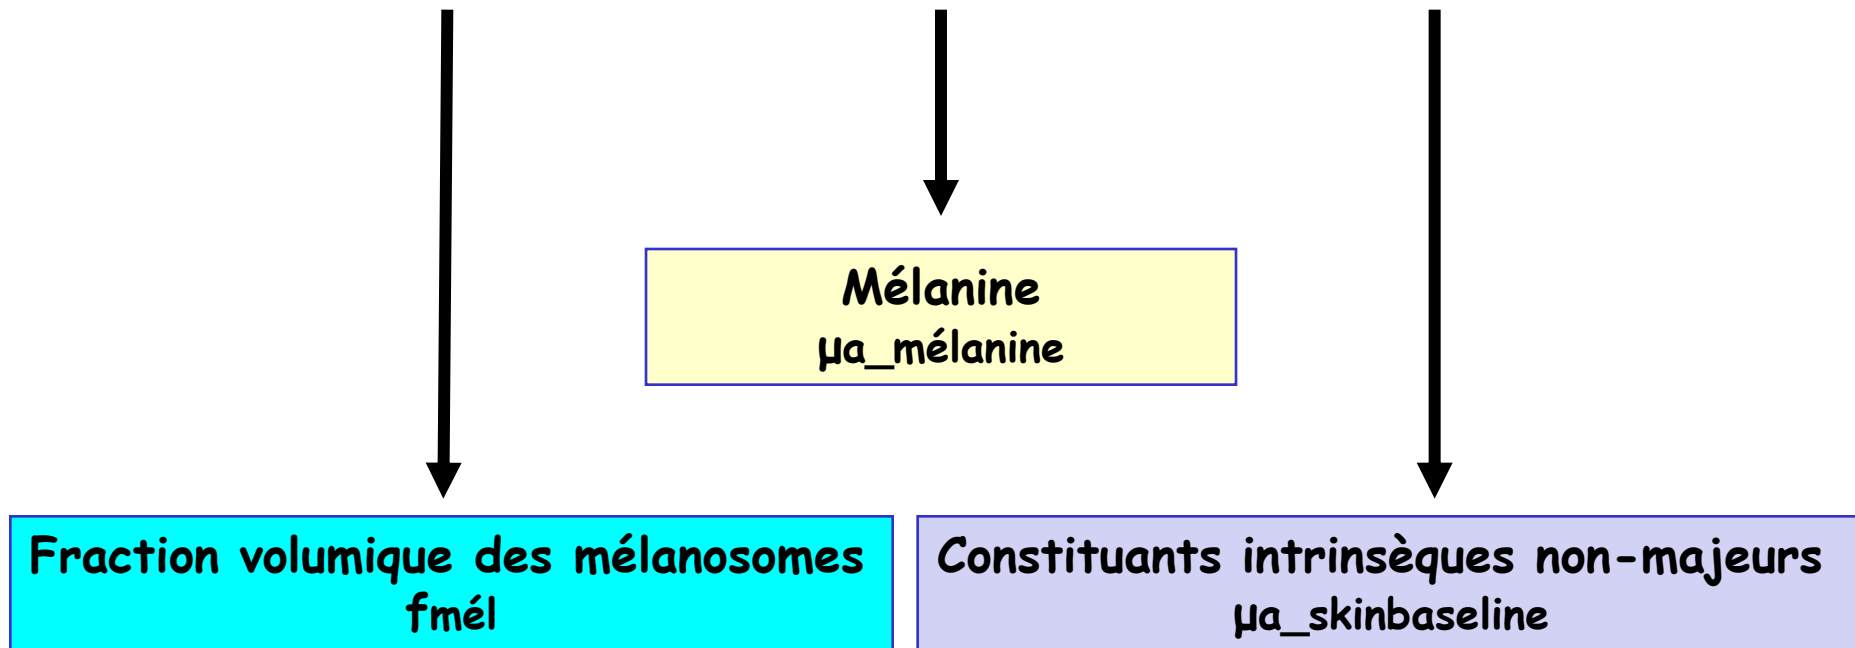 Mélanine
µa_mélanine
Fraction volumique des mélanosomes
fmél
Constituants intrinsèques non-majeurs
µa_skinbaseline